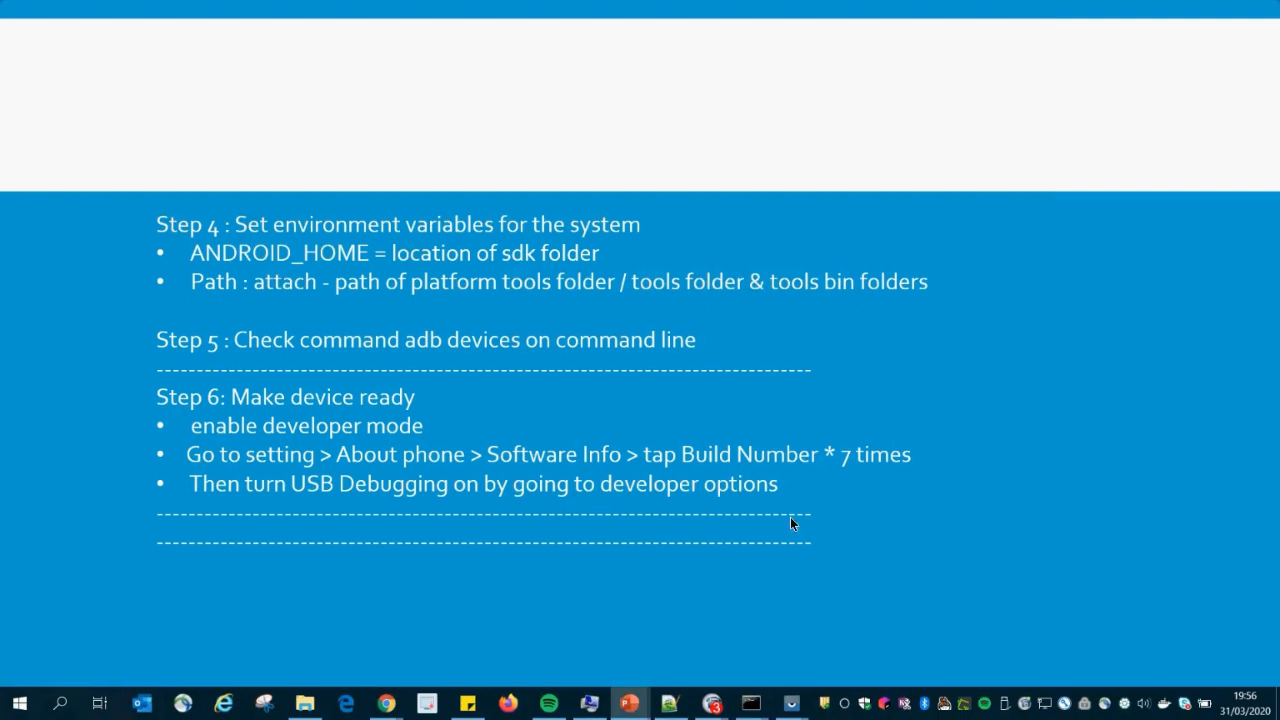 Step 4 : Set environment variables for the system
• ANDROID_HOME = location of sdk folder
• Path : attach - path of platform tools folder / tools folder & tools bin folders
Step 5 : Check command adb devices on command line
----------------------------------------------------------------------------------
Step 6: Make device ready
• enable developer mode
• Go to setting > About phone > Software Info > tap Build Number * 7 times
• Then turn USB Debugging on by going to developer options
----------------------------------------------------------------------------------
----------------------------------------------------------------------------------
3
19:56
31/03/2020